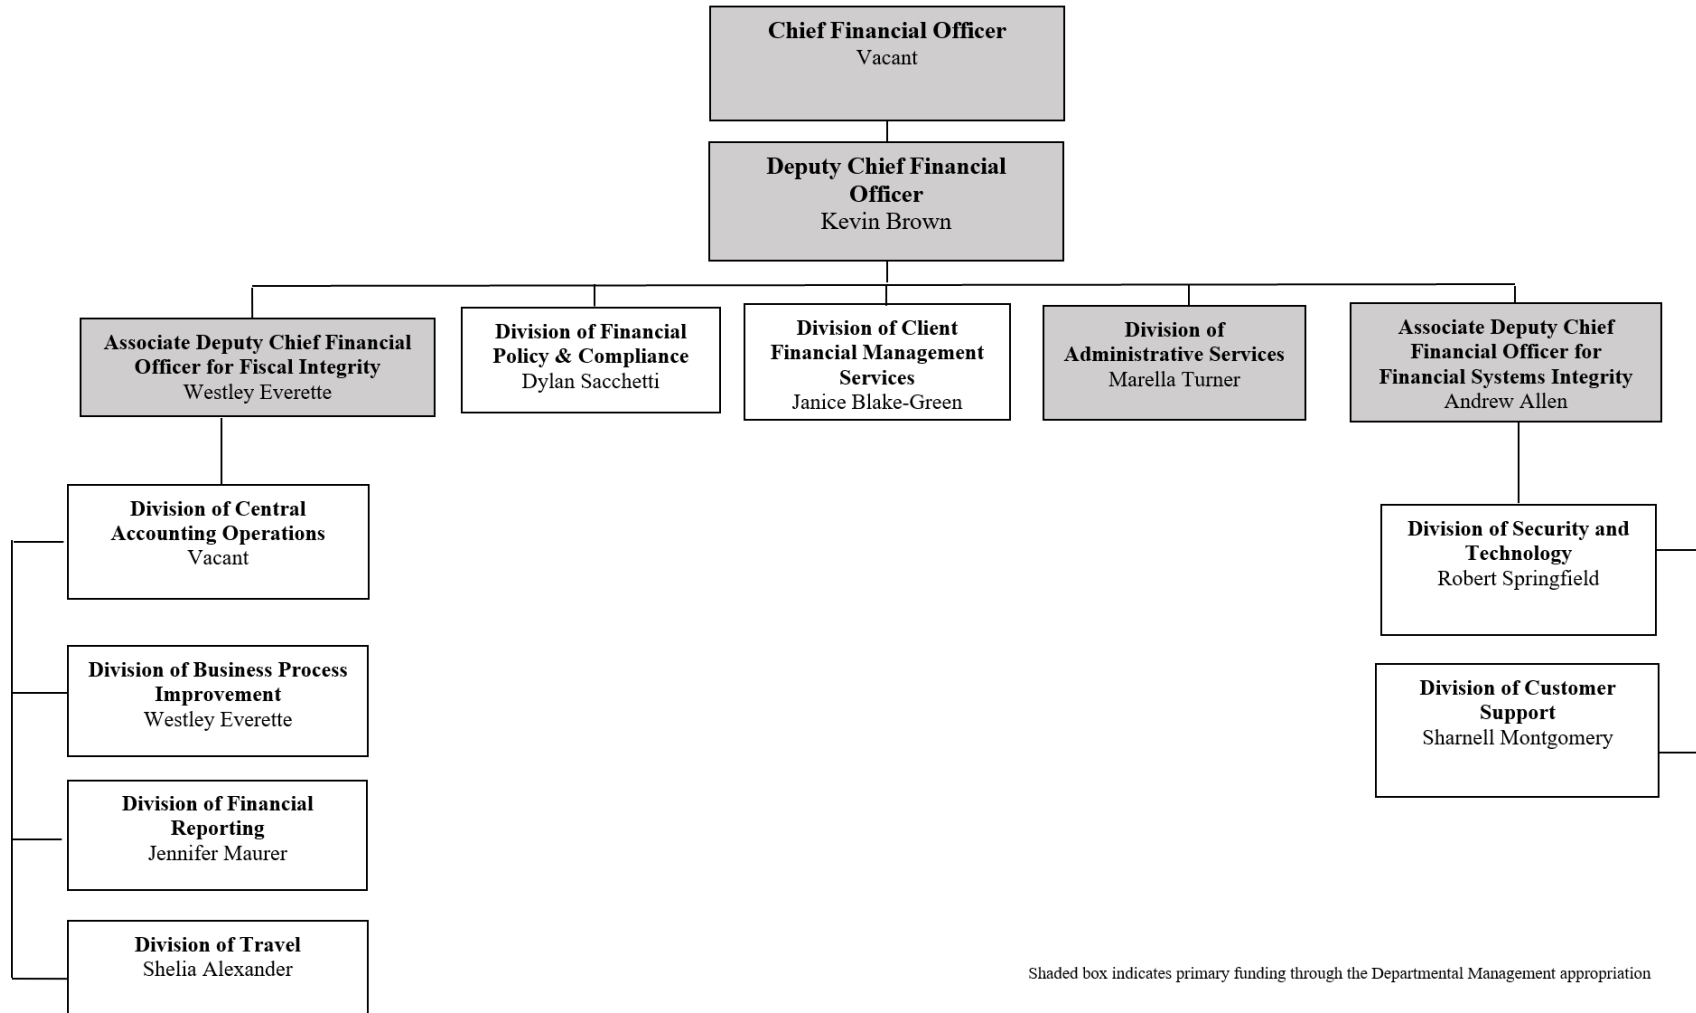 Chief Financial Officer
Vacant
Deputy Chief Financial
Officer
Kevin Brown
Associate Deputy Chief Financial
Officer for Fiscal Integrity
Westley Everette
Division of Financial
Policy & Compliance
Dylan Sacchetti
Division of Client
Financial Management
Services
Janice Blake-Green
Division of
Administrative Services
Marella Turner
Associate Deputy Chief
Financial Officer for
Financial Systems Integrity
Andrew Allen
Division of Central
Accounting Operations
Vacant
Division of Security and
Technology
Robert Springfield
Division of Business Process
Improvement
Westley Everette
Division of Customer
Support
Sharnell Montgomery
Division of Financial
Reporting
Jennifer Maurer
Division of Travel
Shelia Alexander
Shaded box indicates primary funding through the Departmental Management appropriation